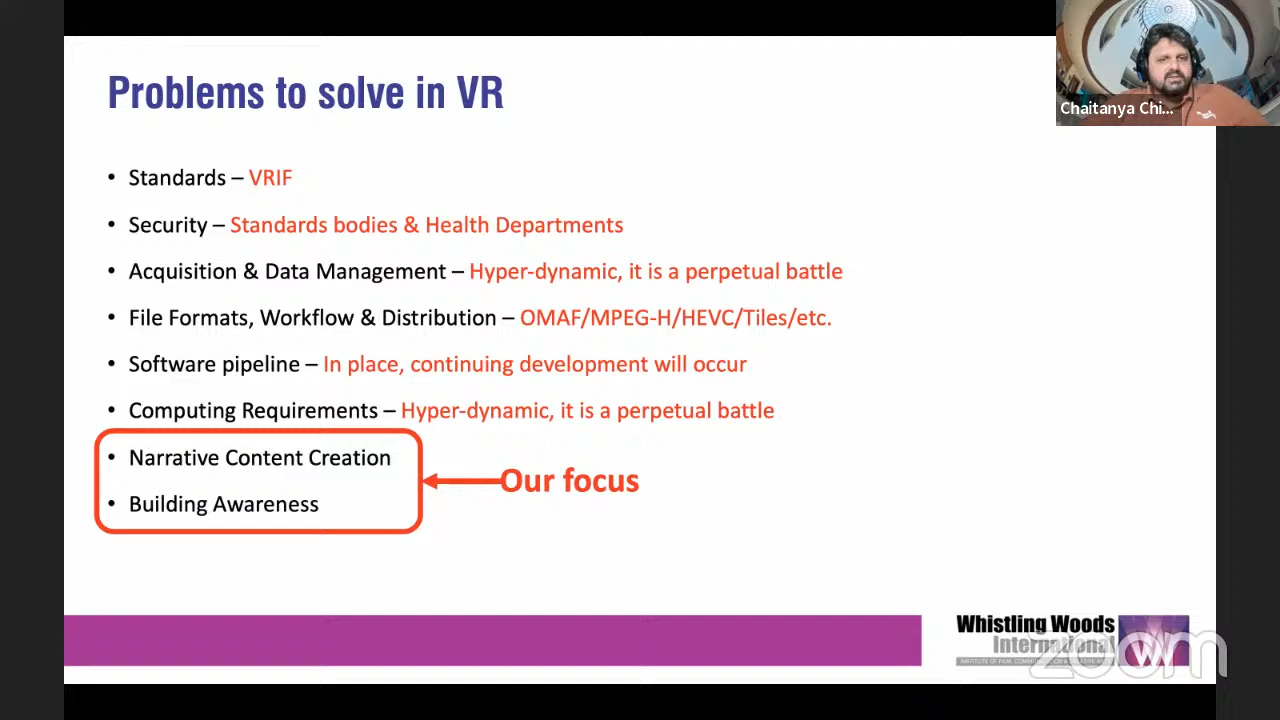 Problems to solve in VR
Chaitanya Chi...
• Standards – VRIF
• Security – Standards bodies & Health Departments
• Acquisition & Data Management – Hyper-dynamic, it is a perpetual battle
• File Formats, Workflow & Distribution – OMAF/MPEG-H/HEVC/Tiles/etc.
• Software pipeline – In place, continuing development will occur
• Computing Requirements – Hyper-dynamic, it is a perpetual battle
• Narrative Content Creation
Our focus
• Building Awareness
Whistling Woods
International
INSTITUTE OF FILM, COMMUNICATION & CREATIVE ARTS
W
zoom